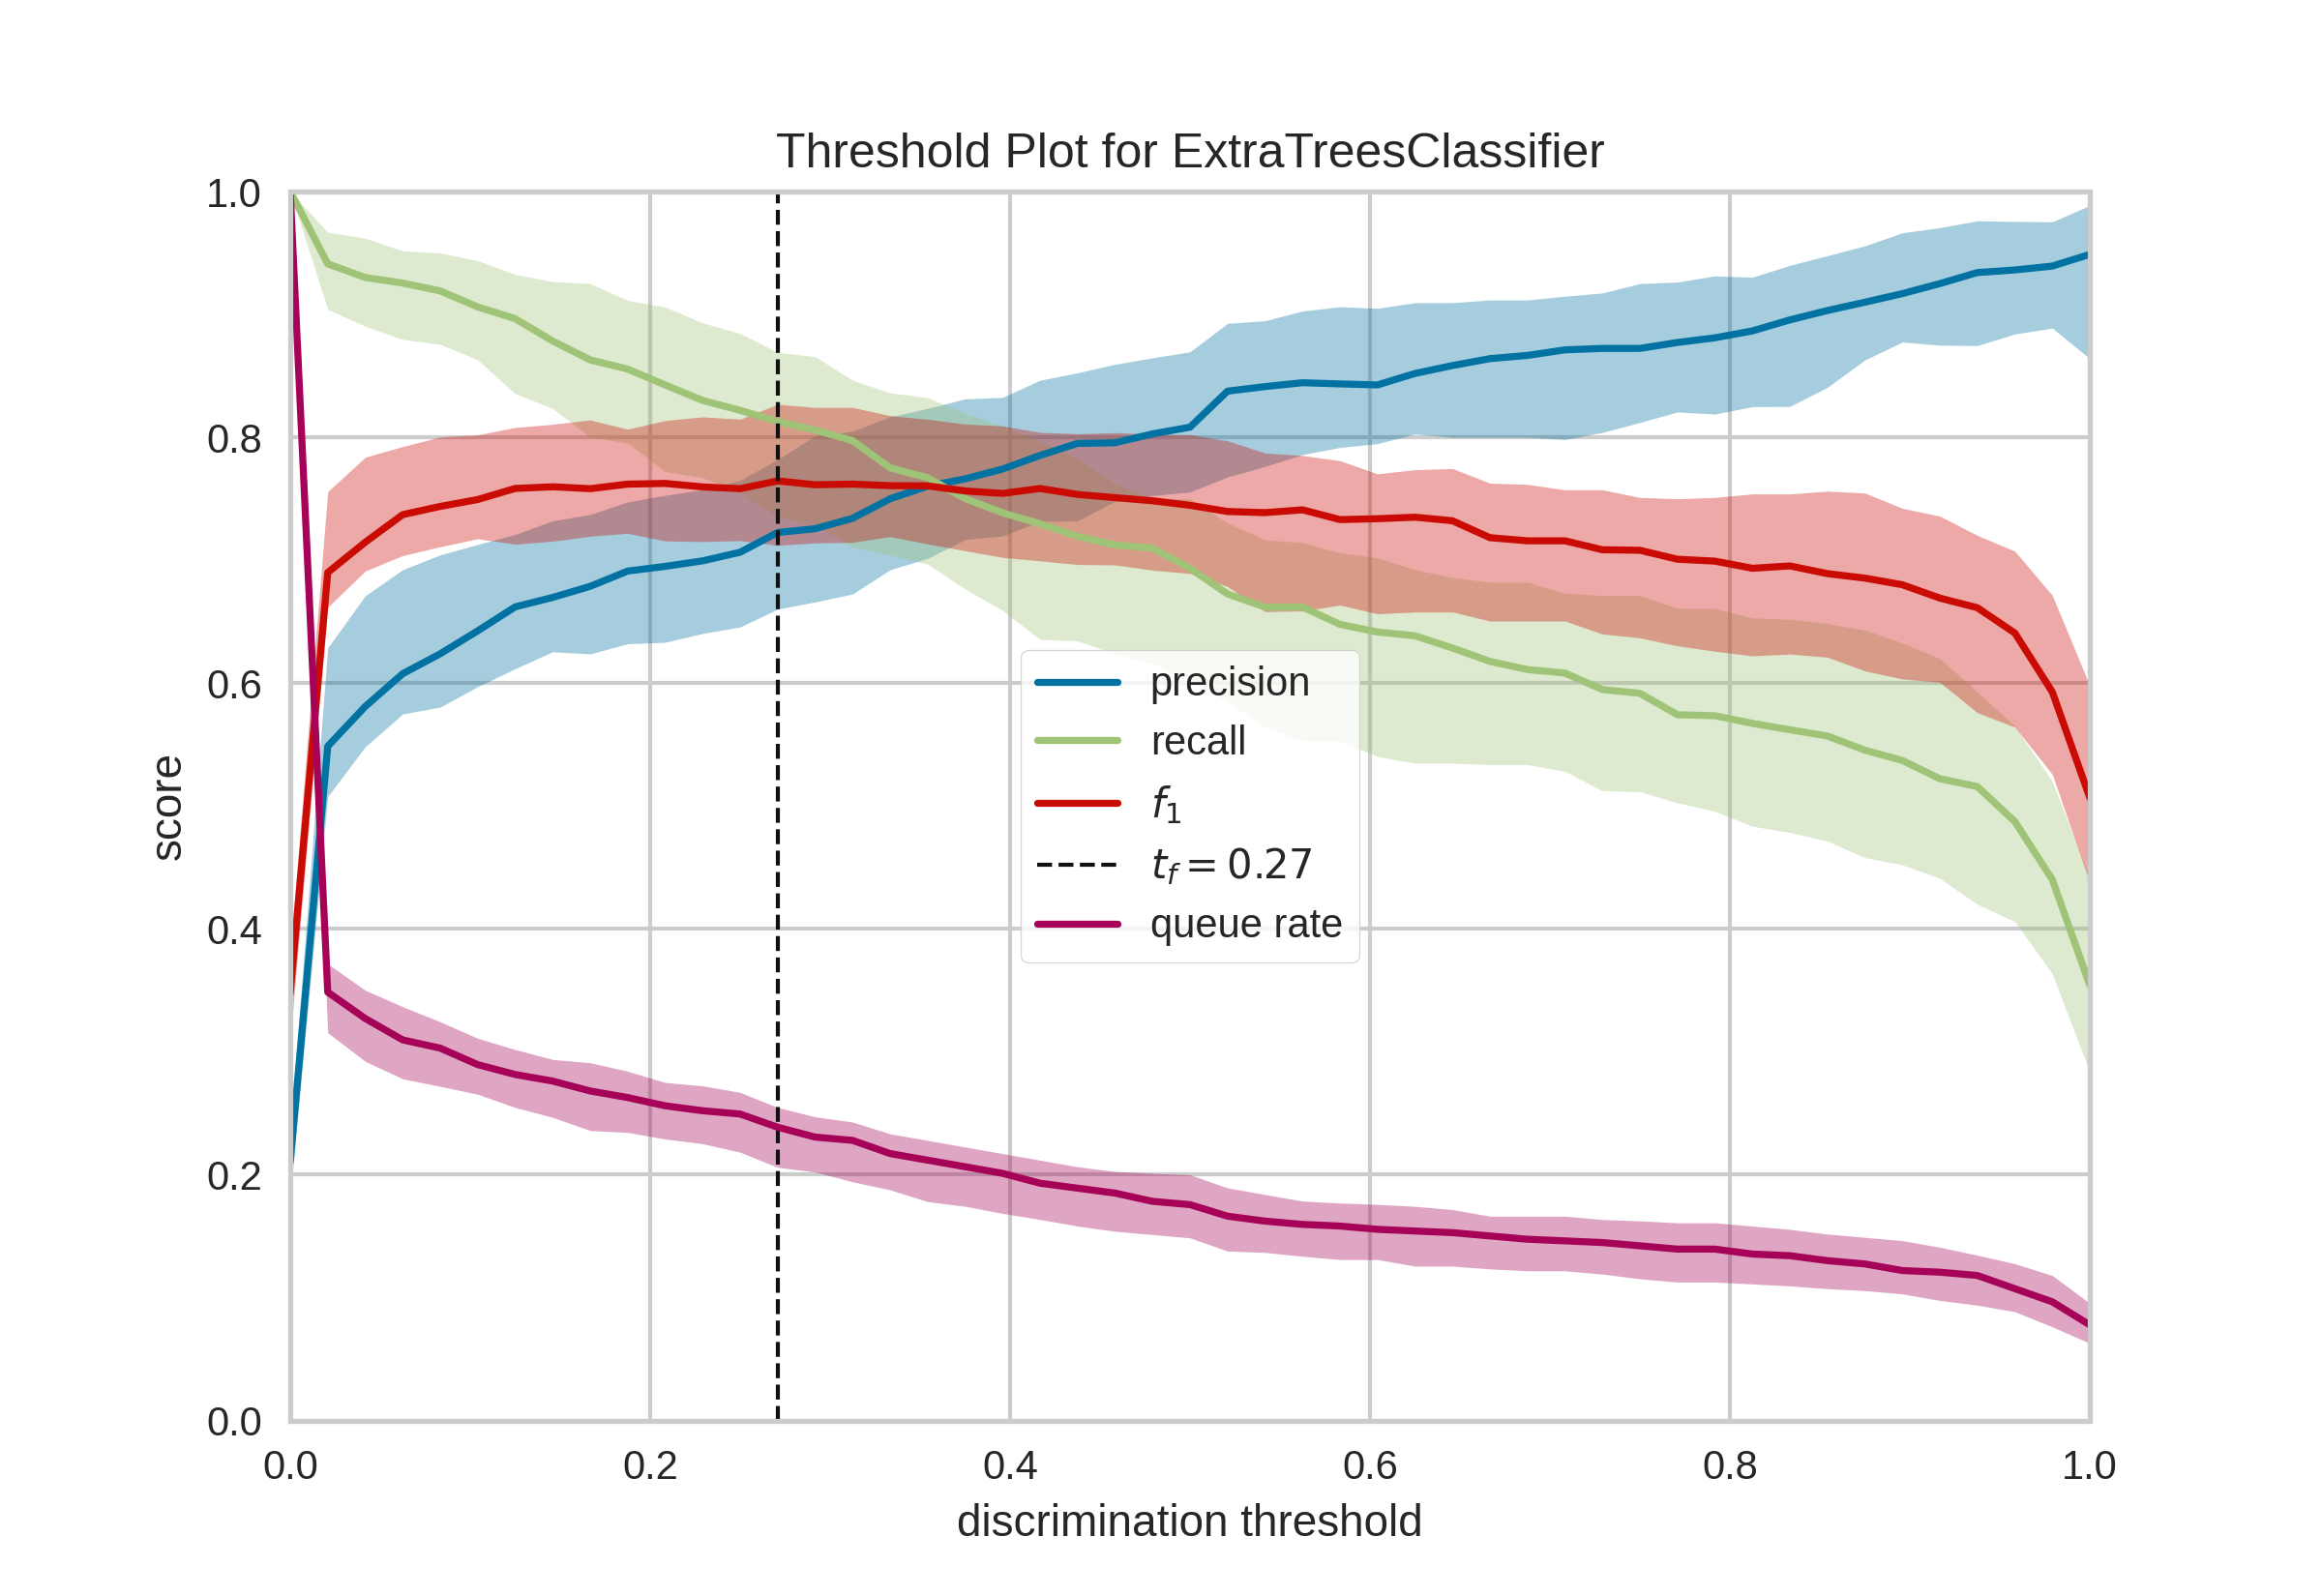 Threshold Plot for ExtraTreesClassifier
1.0
0.8
0.6
0.4
0.2
0.0
score
precision
recall
f1
tf = 0.27
queue rate
0.0 0.2 0.4 0.6 0.8 1.0
discrimination threshold